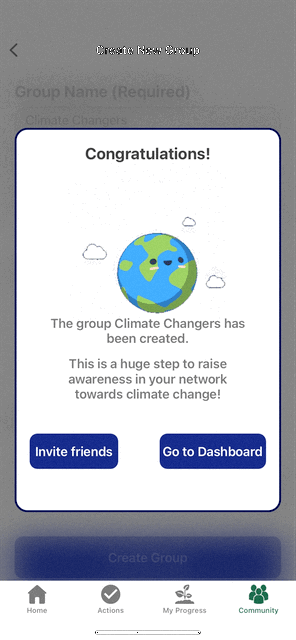 Create New Group
Group Name (Required)
Climate Changers
Congratulations!
The group Climate Changers has
been created.
This is a huge step to raise
awareness in your network
towards climate change!
Invite friends
Go to Dashboard
Create Group
Home
Actions
My Progress
Community